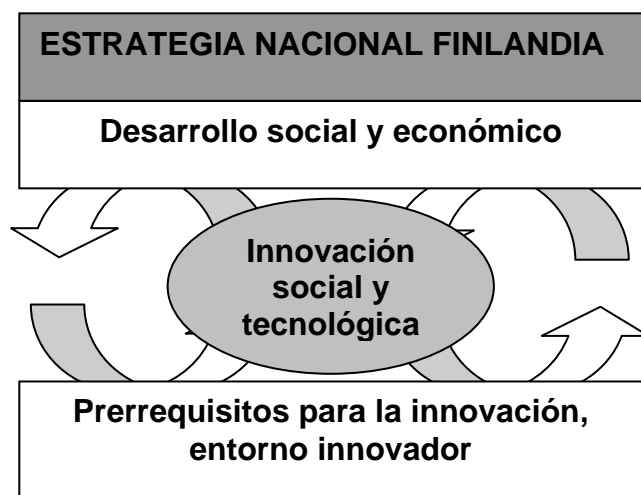 ESTRATEGIA NACIONAL FINLANDIA
Desarrollo social y económico
Innovación
social y
tecnológica
Prerrequisitos para la innovación,
entorno innovador